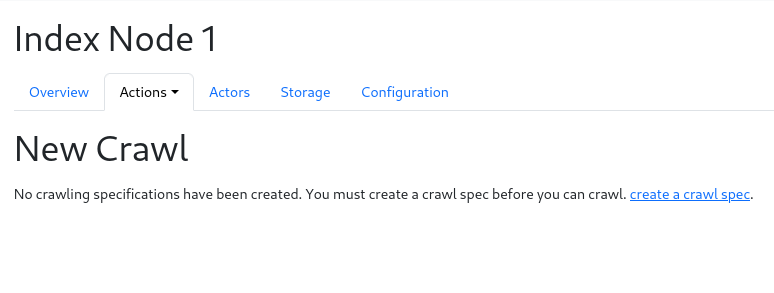 Index Node 1
Overview Actions Actors Storage Configuration
New Crawl
No crawling specifications have been created. You must create a crawl spec before you can crawl. create a crawl spec.